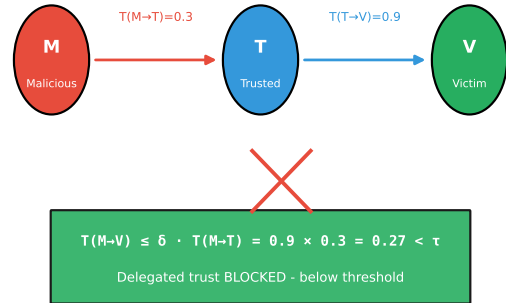 T(M→T)=0.3
T(T→V)=0.9
M
T
V
Malicious
Trusted
Victim
T(M→V) ≤ δ · T(M→T) = 0.9 × 0.3 = 0.27 < τ
Delegated trust BLOCKED - below threshold